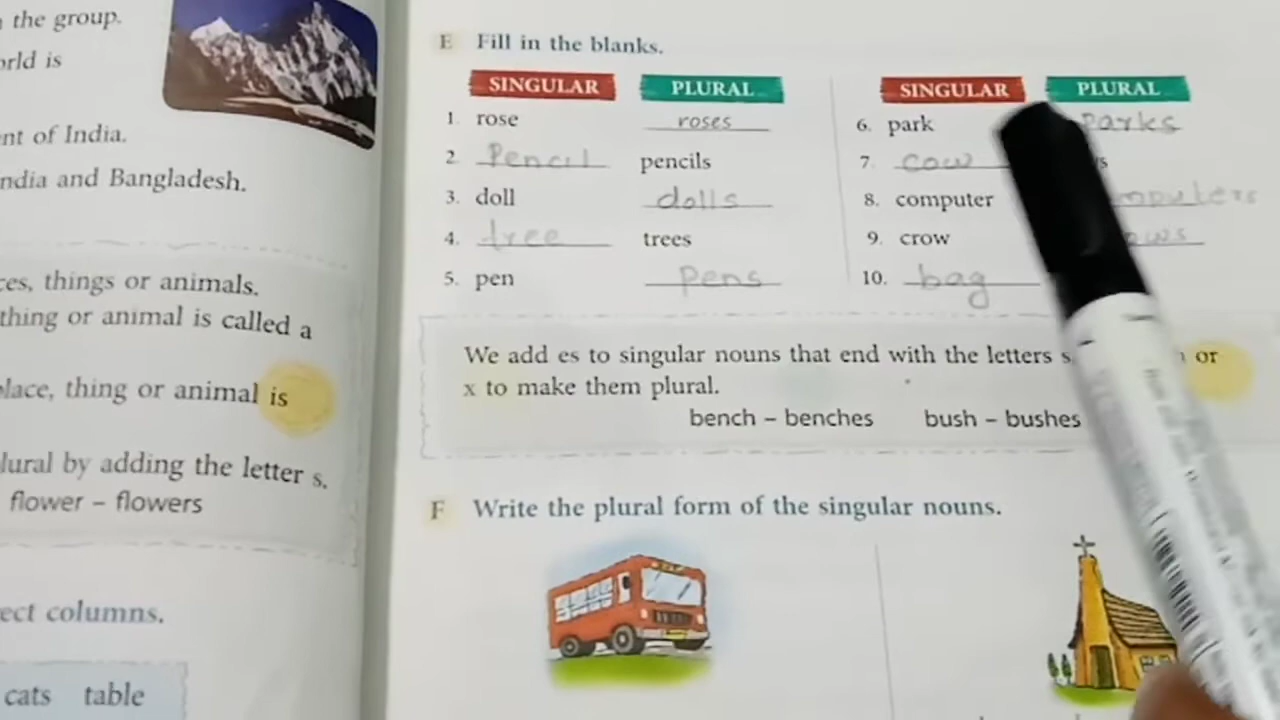 the group.
orld is
ent of India.
ndia and Bangladesh.
ces, things or animals.
thing or animal is called a
place, thing or animal is
lural by adding the letter s.
flower – flowers
ect columns.
cats table
E Fill in the blanks.
SINGULAR PLURAL SINGULAR PLURAL
1. rose roses 6. park parks
2. Pencil pencils 7. cow
3. doll dolls 8. computer
4. tree trees 9. crow
5. pen pens 10. bag
We add es to singular nouns that end with the letters s or
x to make them plural.
bench – benches bush – bushes
F Write the plural form of the singular nouns.